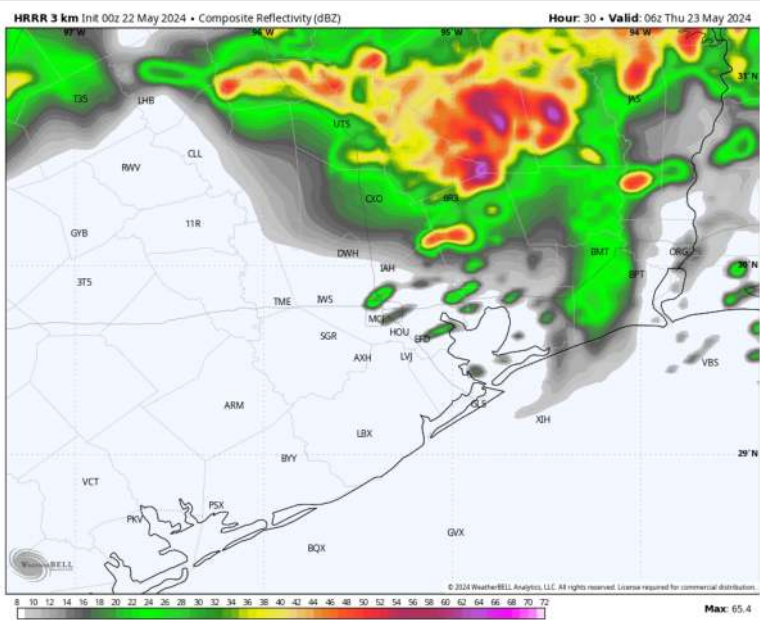 HRRR 3 km Init 00z 22 May 2024 • Composite Reflectivity (dBZ)
Hour: 30 • Valid: 06z Thu 23 May 2024
97°W 96°W 95°W 94°W
31°N
T35 LHB UTS JAS
CLL
RWV
CXO 6R3
11R
GYB
DWH BMT ORG
30°N
IAH BPT
3T5
TME IWS
MCJ
SGR HOU EFD
AXH LVJ VBS
ARM GLS
XIH
LBX
29°N
BYY
VCT
PSX
PKV
GVX
BQX
WeatherBELL
© 2024 WeatherBELL Analytics, LLC. All rights reserved. License required for commercial distribution.
8 10 12 14 16 18 20 22 24 26 28 30 32 34 36 38 40 42 44 46 48 50 52 54 56 58 60 62 64 66 68 70 72
Max: 65.4